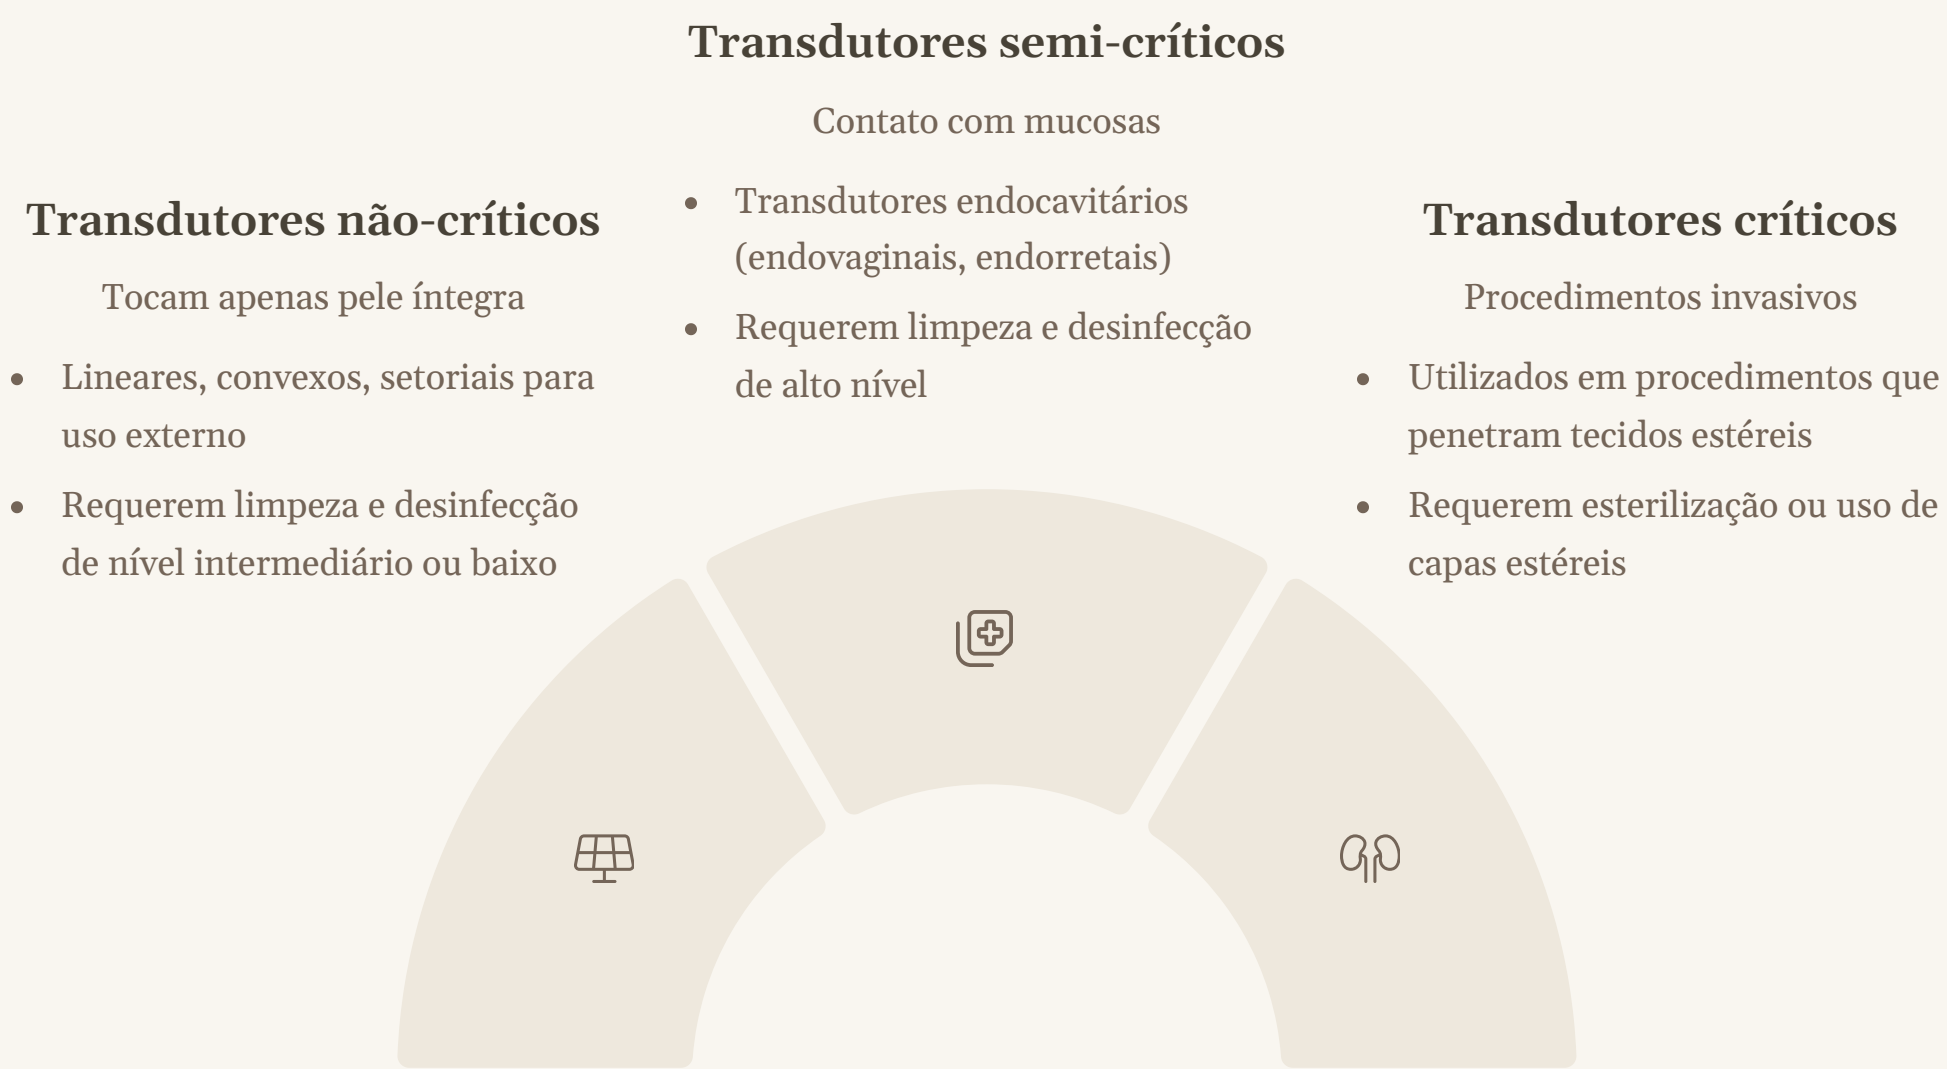 Transdutores não-críticos
Tocam apenas pele íntegra
• Lineares, convexos, setoriais para
uso externo
• Requerem limpeza e desinfecção
de nível intermediário ou baixo
Transdutores semi-críticos
Contato com mucosas
• Transdutores endocavitários
(endovaginais, endorretais)
• Requerem limpeza e desinfecção
de alto nível
Transdutores críticos
Procedimentos invasivos
• Utilizados em procedimentos que
penetram tecidos estéreis
• Requerem esterilização ou uso de
capas estéreis